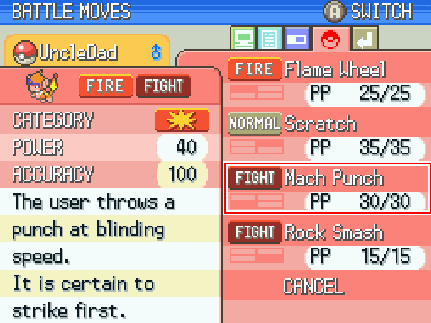 BATTLE MOVES
A SWITCH
UncleDad ♂
FIRE FIGHT
CATEGORY
POWER 40
ACCURACY 100
The user throws a
punch at blinding
speed.
It is certain to
strike first.
FIRE Flame Wheel
PP 25/25
NORMAL Scratch
PP 35/35
FIGHT Mach Punch
PP 30/30
FIGHT Rock Smash
PP 15/15
CANCEL